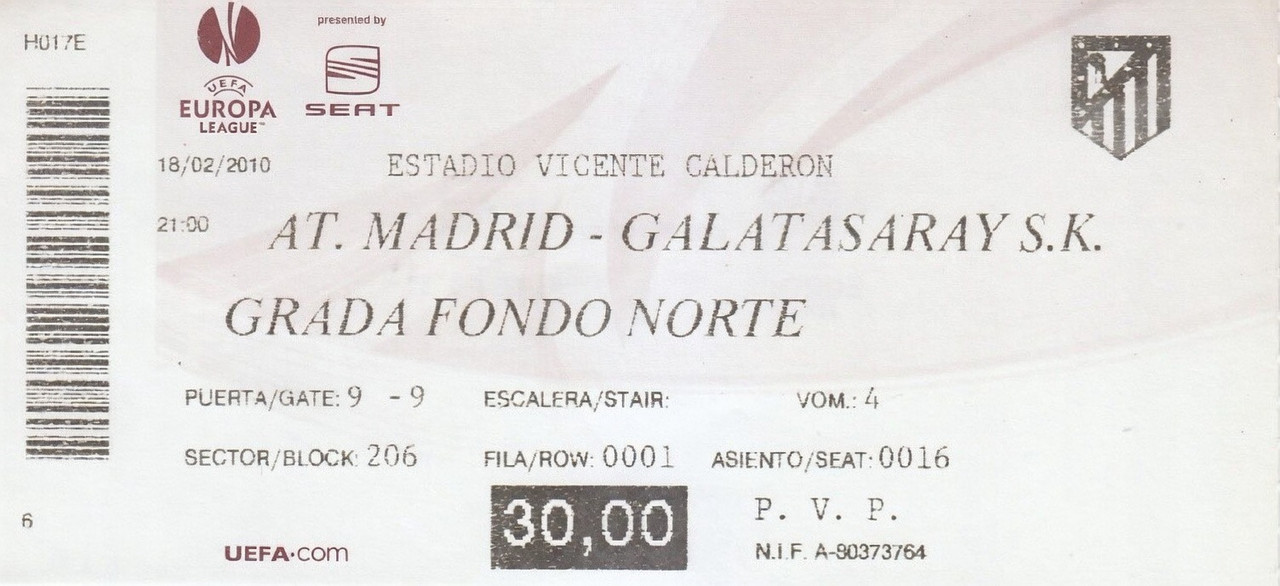 H017E
presented by
UEFA
EUROPA
LEAGUE™
SEAT
18/02/2010 ESTADIO VICENTE CALDERON
21:00 AT. MADRID - GALATASARAY S.K.
GRADA FONDO NORTE
PUERTA/GATE: 9 - 9 ESCALERA/STAIR: VOM.: 4
SECTOR/BLOCK: 206 FILA/ROW: 0001 ASIENTO/SEAT: 0016
30,00 P. V. P.
6
UEFA·com N.I.F. A-80373764